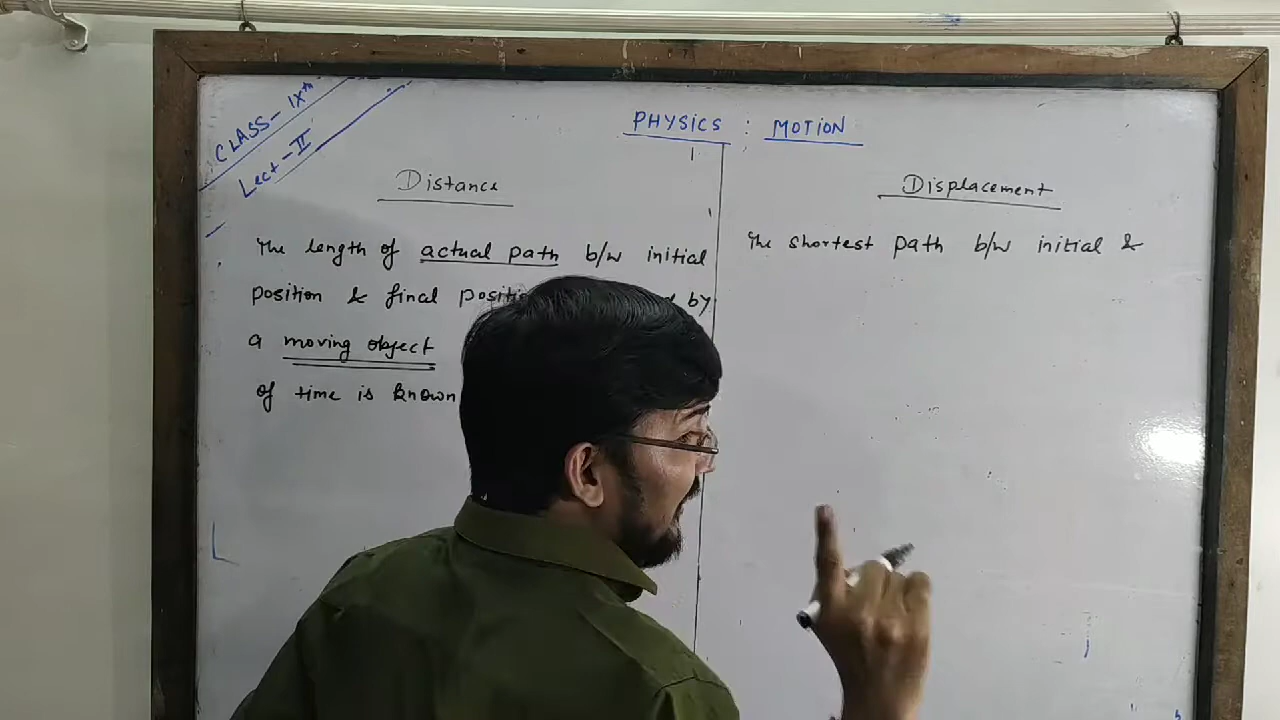 CLASS- IXth
Lect-II
PHYSICS : MOTION
Distance
The length of actual path b/w initial
position & final by
a moving object
of time is known
Displacement
The shortest path b/w initial &